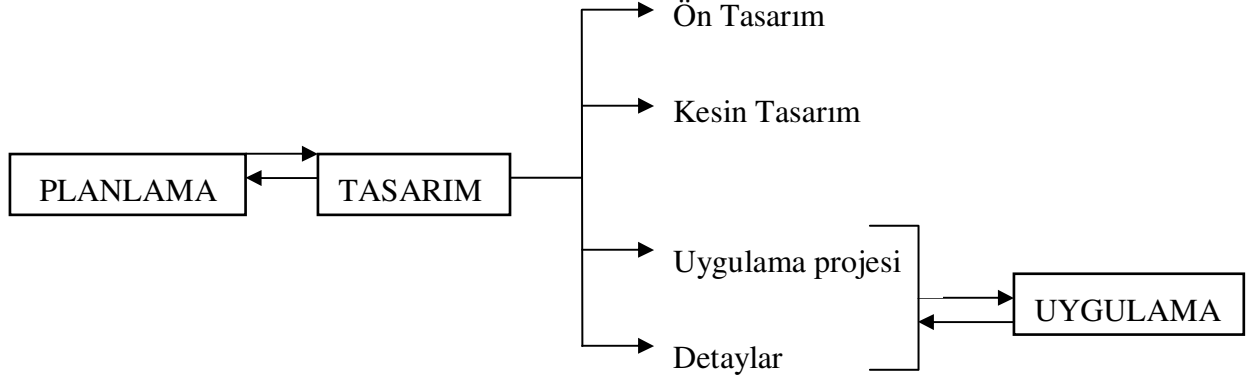 Ön Tasarım
Kesin Tasarım
PLANLAMA
TASARIM
Uygulama projesi
UYGULAMA
Detaylar